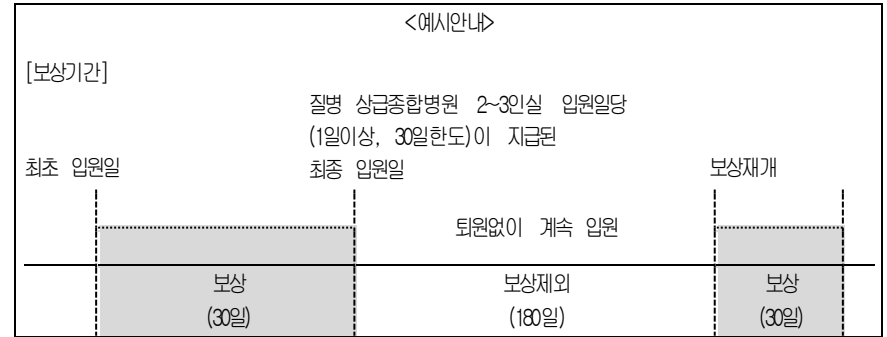 <예시안내>
[보상기간]
질병 상급종합병원 2~3인실 입원일당
(1일이상, 30일한도)이 지급된
최초 입원일 최종 입원일 보상재개
퇴원없이 계속 입원
보상 보상제외 보상
(30일) (180일) (30일)